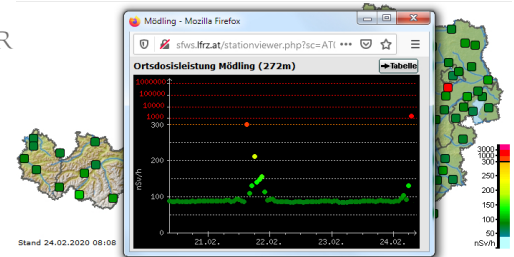 Mödling - Mozilla Firefox
R
sfws.lfrz.at/stationviewer.php?sc=AT(
Ortsdosisleistung Mödling (272m)
Tabelle
1000000
100000
10000
1000
300
200
100
0
nSv/h
21.02.
22.02.
23.02.
24.02.
3000
1000
300
250
200
150
100
50
nSv/h
Stand 24.02.2020 08:08